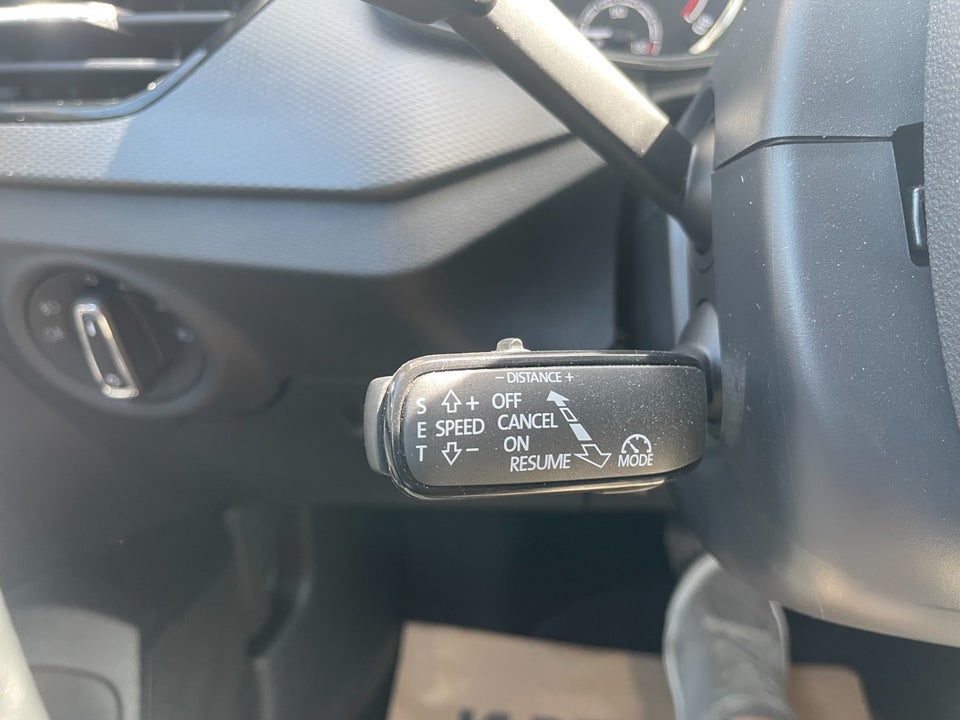 − DISTANCE +
S + OFF
E SPEED CANCEL
T − ON
RESUME MODE